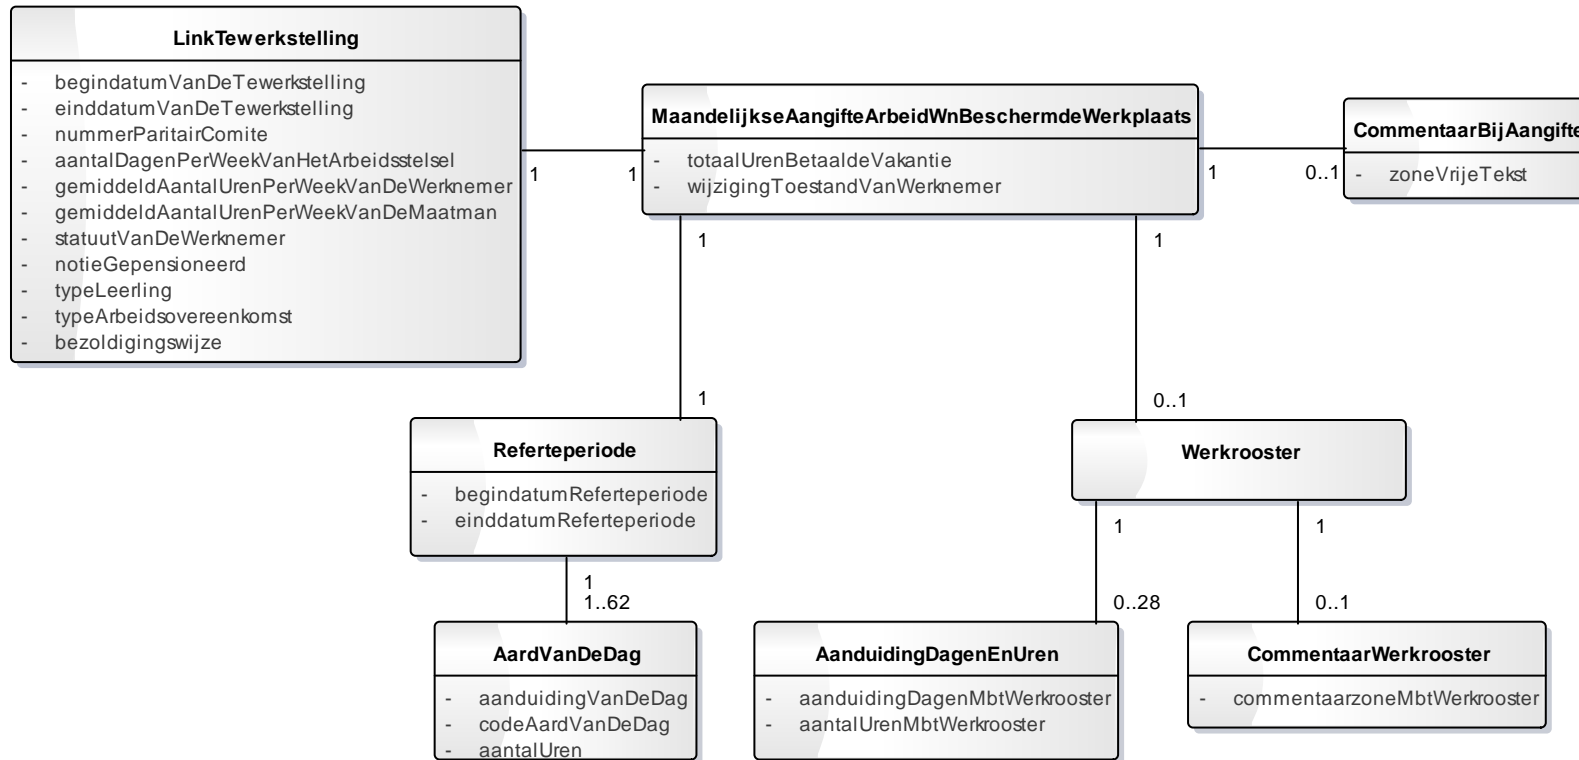 LinkTewerkstelling
- begindatumVanDeTewerkstelling
- einddatumVanDeTewerkstelling
- nummerParitairComite
- aantalDagenPerWeekVanHetArbeidsstelsel
- gemiddeldAantalUrenPerWeekVanDeWerknemer
- gemiddeldAantalUrenPerWeekVanDeMaatman
- statuutVanDeWerknemer
- notieGepensioneerd
- typeLeerling
- typeArbeidsovereenkomst
- bezoldigingswijze
1
1
MaandelijkseAangifteArbeidWnBeschermdeWerkplaats
- totaalUrenBetaaldeVakantie
- wijzigingToestandVanWerknemer
1
0..1
CommentaarBijAangifte
- zoneVrijeTekst
1
1
1
0..1
Referteperiode
- begindatumReferteperiode
- einddatumReferteperiode
Werkrooster
1
1..62
1
0..28
1
0..1
AardVanDeDag
- aanduidingVanDeDag
- codeAardVanDeDag
- aantalUren
AanduidingDagenEnUren
- aanduidingDagenMbtWerkrooster
- aantalUrenMbtWerkrooster
CommentaarWerkrooster
- commentaarzoneMbtWerkrooster